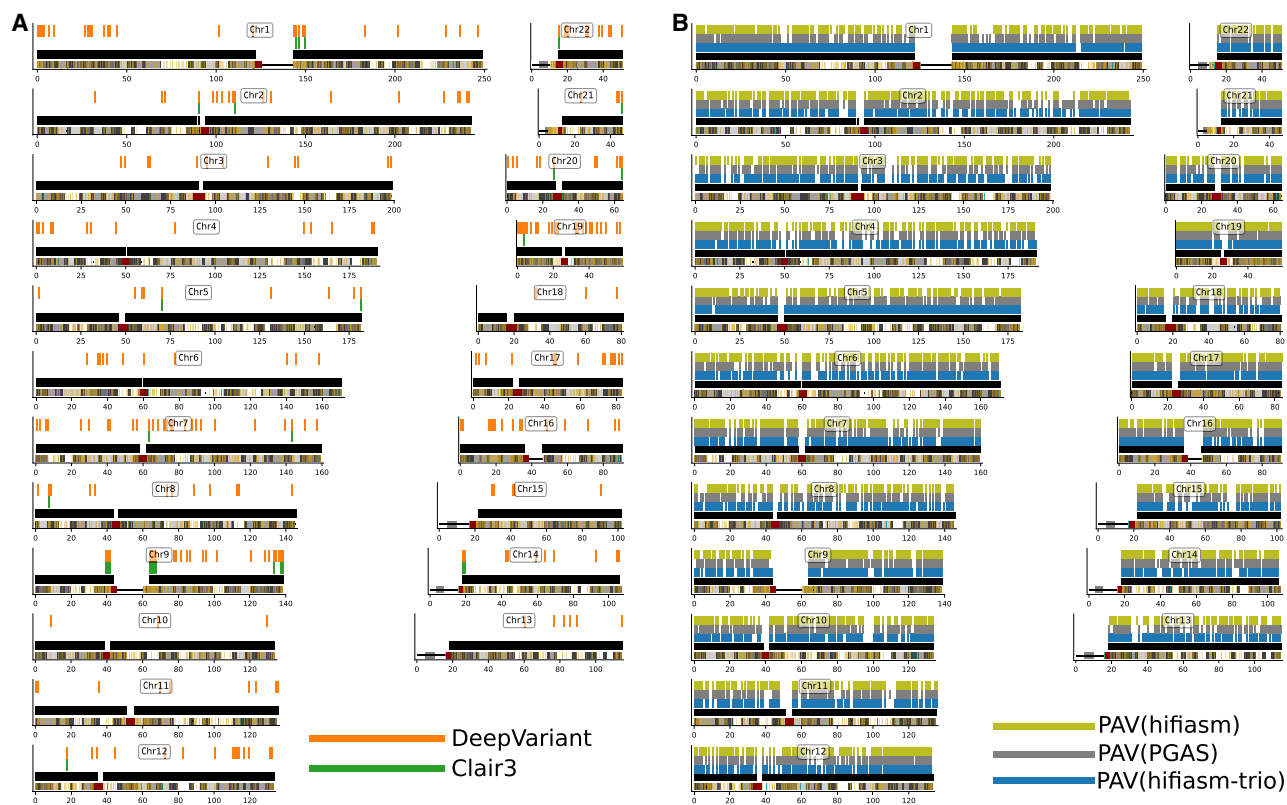 A
B
Chr1
0 50 100 150 200 250
Chr22
0 20 40
Chr1
0 50 100 150 200 250
Chr22
0 20 40
Chr2
0 50 100 150 200
Chr21
0 20 40
Chr2
0 50 100 150 200
Chr21
0 20 40
Chr3
0 25 50 75 100 125 150 175 200
Chr20
0 20 40 60
Chr3
0 25 50 75 100 125 150 175 200
Chr20
0 20 40 60
Chr4
0 25 50 75 100 125 150 175
Chr19
0 20 40
Chr4
0 25 50 75 100 125 150 175
Chr19
0 20 40
Chr5
0 25 50 75 100 125 150 175
Chr18
0 20 40 60 80
Chr5
0 25 50 75 100 125 150 175
Chr18
0 20 40 60 80
Chr6
0 20 40 60 80 100 120 140 160
Chr17
0 20 40 60 80
Chr6
0 20 40 60 80 100 120 140 160
Chr17
0 20 40 60 80
Chr7
0 20 40 60 80 100 120 140 160
Chr16
0 20 40 60 80
Chr7
0 20 40 60 80 100 120 140 160
Chr16
0 20 40 60 80
Chr8
0 20 40 60 80 100 120 140
Chr15
0 20 40 60 80 100
Chr8
0 20 40 60 80 100 120 140
Chr15
0 20 40 60 80 100
Chr9
0 20 40 60 80 100 120 140
Chr14
0 20 40 60 80 100
Chr9
0 20 40 60 80 100 120 140
Chr14
0 20 40 60 80 100
Chr10
0 20 40 60 80 100 120
Chr13
0 20 40 60 80 100
Chr10
0 20 40 60 80 100 120
Chr13
0 20 40 60 80 100
Chr11
0 20 40 60 80 100 120
Chr11
0 20 40 60 80 100 120
Chr12
0 20 40 60 80 100 120
Chr12
0 20 40 60 80 100 120
DeepVariant
Clair3
PAV(hifiasm)
PAV(PGAS)
PAV(hifiasm-trio)